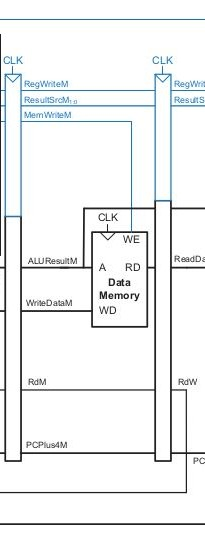 CLK CLK
RegWriteM RegWrit
ResultSrcM1:0 ResultS
MemWriteM
CLK
WE
ALUResultM A RD ReadDa
Data
Memory
WriteDataM WD
RdM RdW
PCPlus4M PC